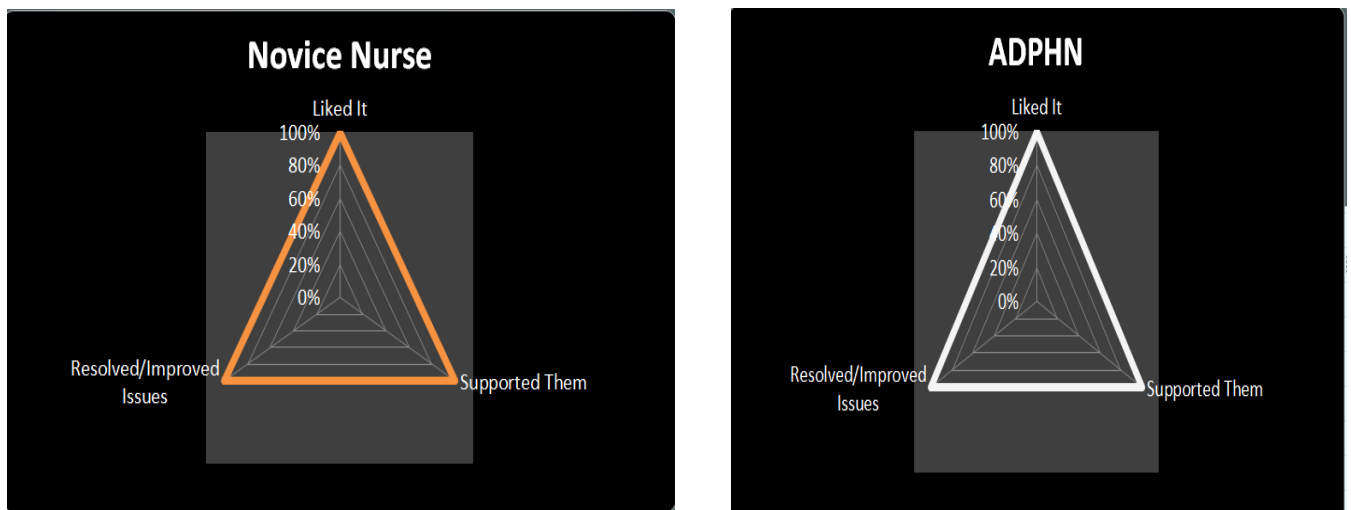 Novice Nurse
Liked It
100%
80%
60%
40%
20%
0%
Resolved/Improved
Issues
Supported Them
ADPHN
Liked It
100%
80%
60%
40%
20%
0%
Resolved/Improved
Issues
Supported Them